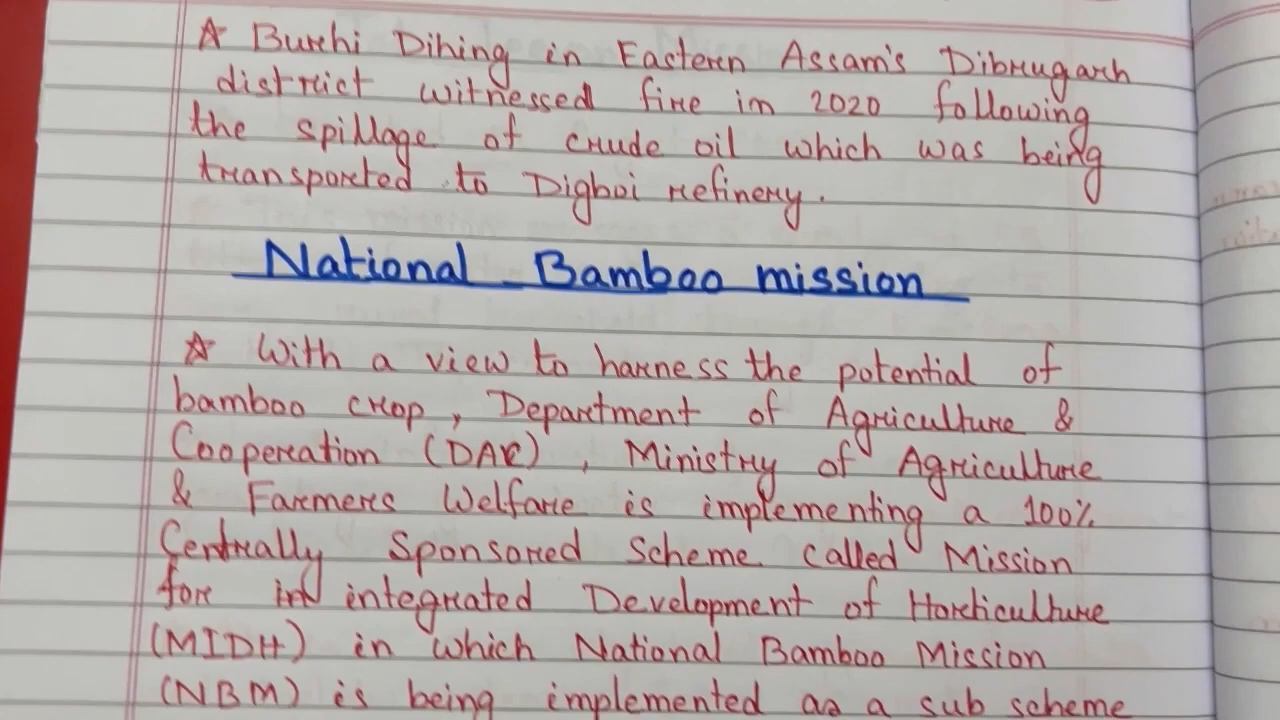 ☆ Burhi Dihing in Eastern Assam's Dibrugarh
district witnessed fire in 2020 following
the spillage of crude oil which was being
transported to Digboi refinery.
National Bamboo mission
☆ With a view to harness the potential of
bamboo crop, Department of Agriculture &
Cooperation (DAC), Ministry of Agriculture
& Farmers Welfare is implementing a 100%
Centrally Sponsored Scheme called Mission
for integrated Development of Horticulture
(MIDH) in which National Bamboo Mission
(NBM) is being implemented as a sub scheme